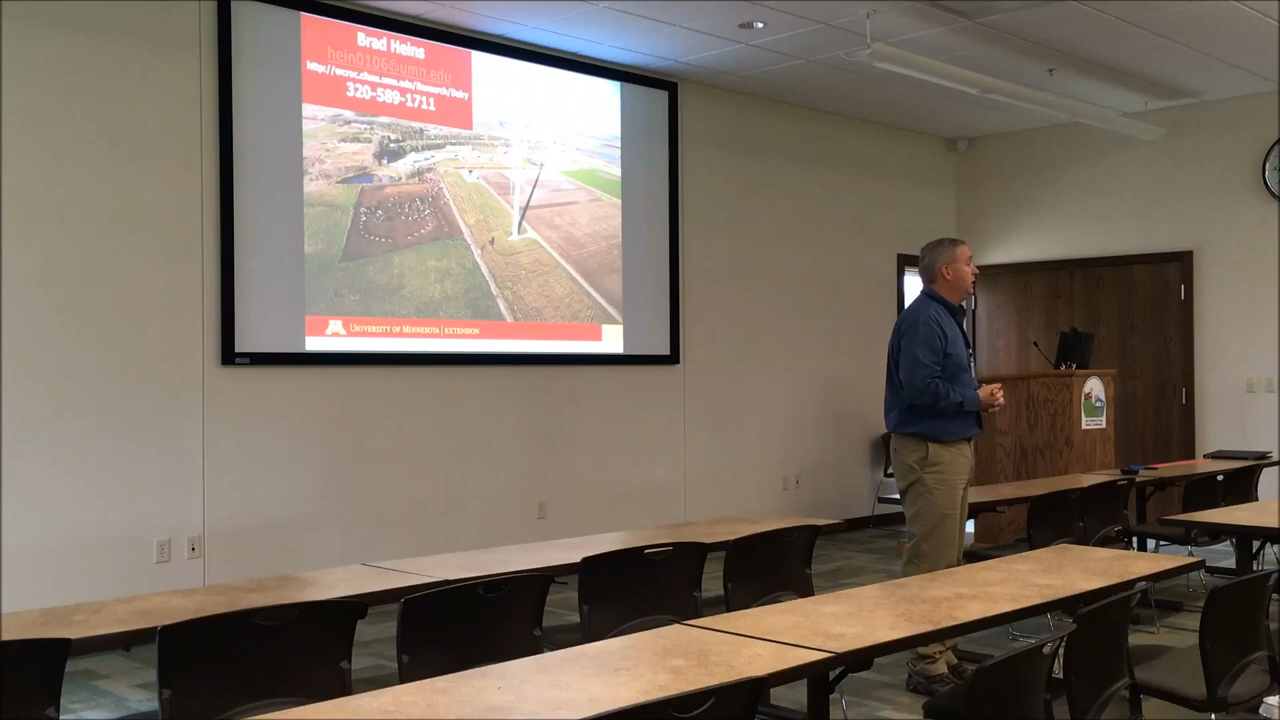 Brad Heins
hein0106@umn.edu
http://wcroc.cfans.umn.edu/Research/Dairy
320-589-1711
UNIVERSITY OF MINNESOTA | EXTENSION